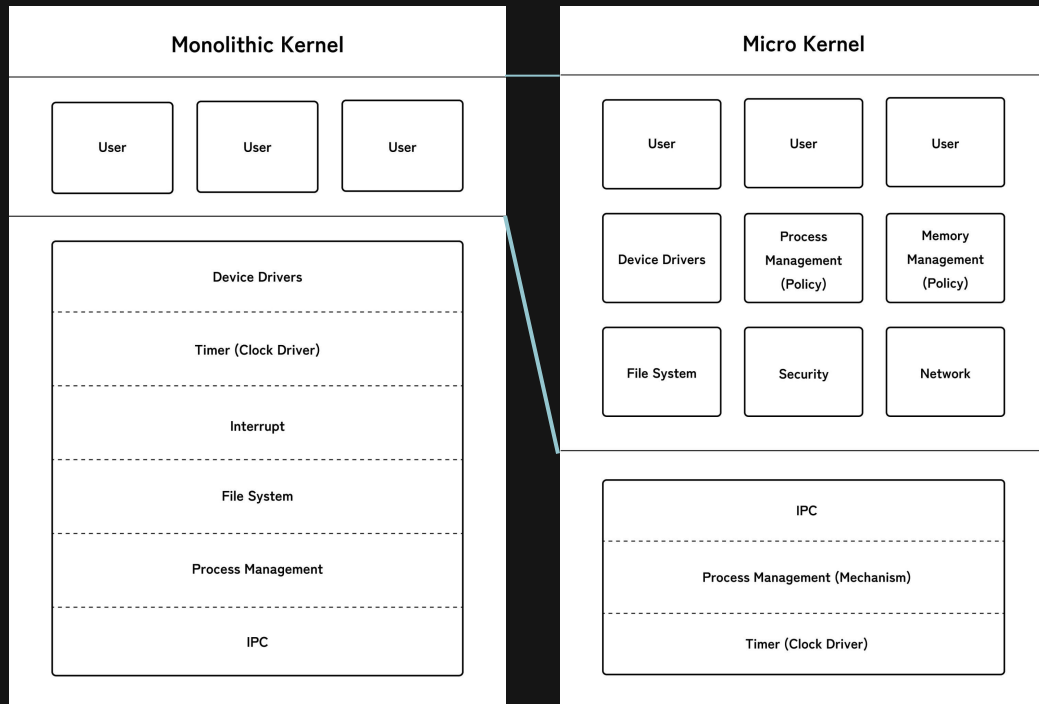 Monolithic Kernel
User
User
User
Device Drivers
Timer (Clock Driver)
Interrupt
File System
Process Management
IPC
Micro Kernel
User
User
User
Device Drivers
Process
Management
(Policy)
Memory
Management
(Policy)
File System
Security
Network
IPC
Process Management (Mechanism)
Timer (Clock Driver)